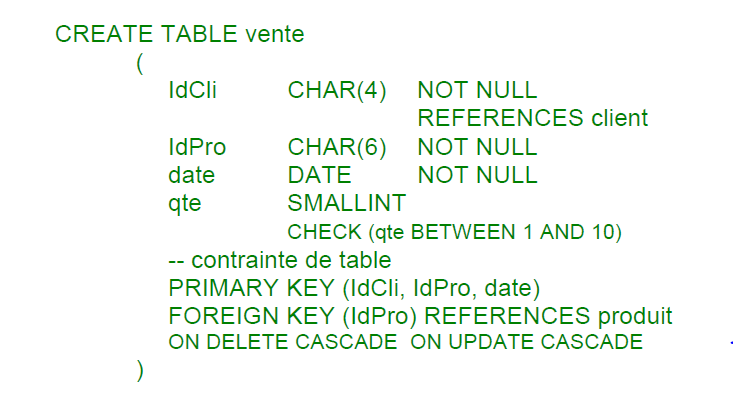 CREATE TABLE vente
(
IdCli CHAR(4) NOT NULL
REFERENCES client
IdPro CHAR(6) NOT NULL
date DATE NOT NULL
qte SMALLINT
CHECK (qte BETWEEN 1 AND 10)
-- contrainte de table
PRIMARY KEY (IdCli, IdPro, date)
FOREIGN KEY (IdPro) REFERENCES produit
ON DELETE CASCADE ON UPDATE CASCADE
)